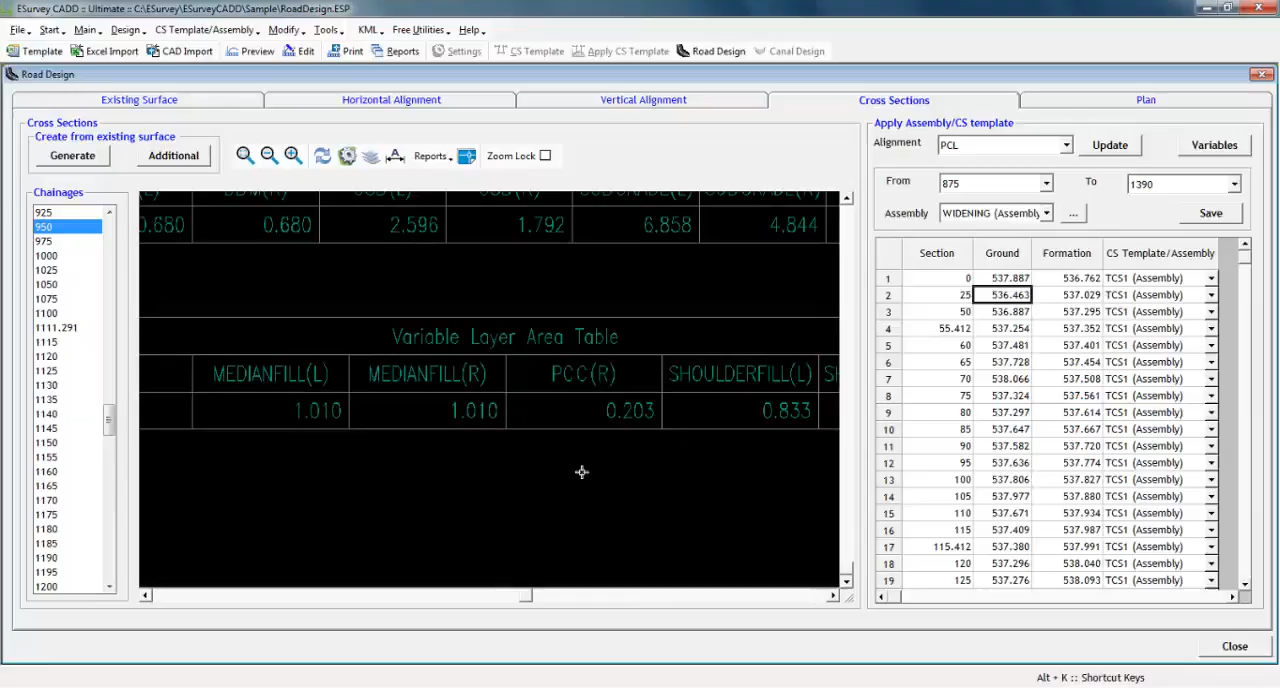 ESurvey CADD :: Ultimate :: C:\ESurvey\ESurveyCADD\Sample\RoadDesign.ESP
File Start Main Design CS Template/Assembly Modify Tools KML Free Utilities Help
Template Excel Import CAD Import Preview Edit Print Reports Settings CS Template Apply CS Template Road Design Canal Design
Road Design
Existing Surface Horizontal Alignment Vertical Alignment Cross Sections Plan
Cross Sections
Create from existing surface
Generate Additional
Reports Zoom Lock
Chainages
925
950
975
1000
1025
1050
1075
1100
1111.291
1115
1120
1125
1130
1135
1140
1145
1150
1155
1160
1165
1170
1175
1180
1185
1190
1195
1200
0.680 0.680 2.596 1.792 6.858 4.844
Variable Layer Area Table
MEDIANFILL(L) MEDIANFILL(R) PCC(R) SHOULDERFILL(L) SH
1.010 1.010 0.203 0.833
Apply Assembly/CS template
Alignment PCL Update Variables
From 875 To 1390
Assembly WIDENING (Assembly ... Save
Section Ground Formation CS Template/Assembly
1 0 537.887 536.762 TCS1 (Assembly)
2 25 536.463 537.029 TCS1 (Assembly)
3 50 536.887 537.295 TCS1 (Assembly)
4 55.412 537.254 537.352 TCS1 (Assembly)
5 60 537.481 537.401 TCS1 (Assembly)
6 65 537.728 537.454 TCS1 (Assembly)
7 70 538.066 537.508 TCS1 (Assembly)
8 75 537.324 537.561 TCS1 (Assembly)
9 80 537.297 537.614 TCS1 (Assembly)
10 85 537.647 537.667 TCS1 (Assembly)
11 90 537.582 537.720 TCS1 (Assembly)
12 95 537.636 537.774 TCS1 (Assembly)
13 100 537.806 537.827 TCS1 (Assembly)
14 105 537.977 537.880 TCS1 (Assembly)
15 110 537.671 537.934 TCS1 (Assembly)
16 115 537.409 537.987 TCS1 (Assembly)
17 115.412 537.380 537.991 TCS1 (Assembly)
18 120 537.296 538.040 TCS1 (Assembly)
19 125 537.276 538.093 TCS1 (Assembly)
Close
Alt + K :: Shortcut Keys